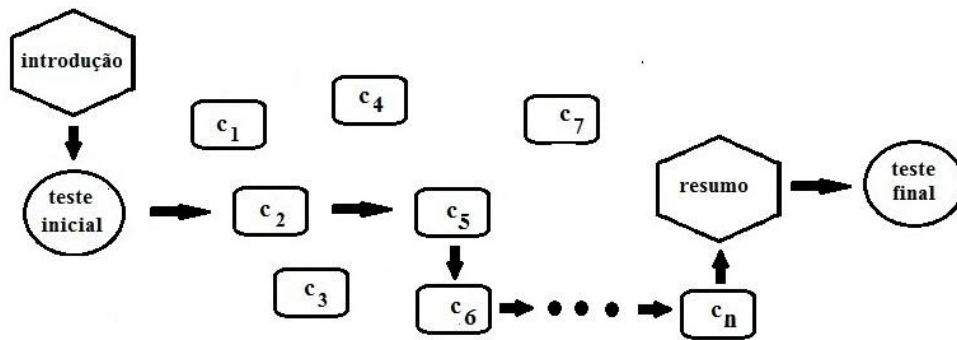 introdução
c1
c4
c7
teste
inicial
c2
c5
resumo
teste
final
c3
c6
cn